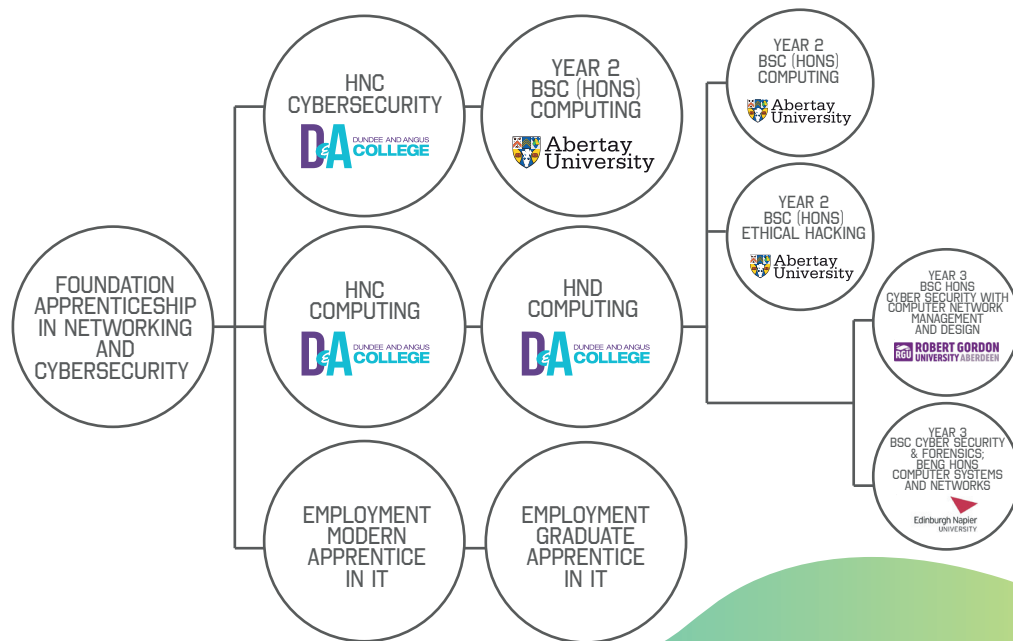 FOUNDATION
APPRENTICESHIP
IN NETWORKING
AND
CYBERSECURITY
HNC
CYBERSECURITY
D&A DUNDEE AND ANGUS
COLLEGE
YEAR 2
BSC (HONS)
COMPUTING
Abertay
University
HNC
COMPUTING
D&A DUNDEE AND ANGUS
COLLEGE
HND
COMPUTING
D&A DUNDEE AND ANGUS
COLLEGE
EMPLOYMENT
MODERN
APPRENTICE
IN IT
EMPLOYMENT
GRADUATE
APPRENTICE
IN IT
YEAR 2
BSC (HONS)
COMPUTING
Abertay
University
YEAR 2
BSC (HONS)
ETHICAL HACKING
Abertay
University
YEAR 3
BSC HONS
CYBER SECURITY WITH
COMPUTER NETWORK
MANAGEMENT
AND DESIGN
RGU ROBERT GORDON
UNIVERSITY ABERDEEN
YEAR 3
BSC CYBER SECURITY
& FORENSICS;
BENG HONS
COMPUTER SYSTEMS
AND NETWORKS
Edinburgh Napier
UNIVERSITY